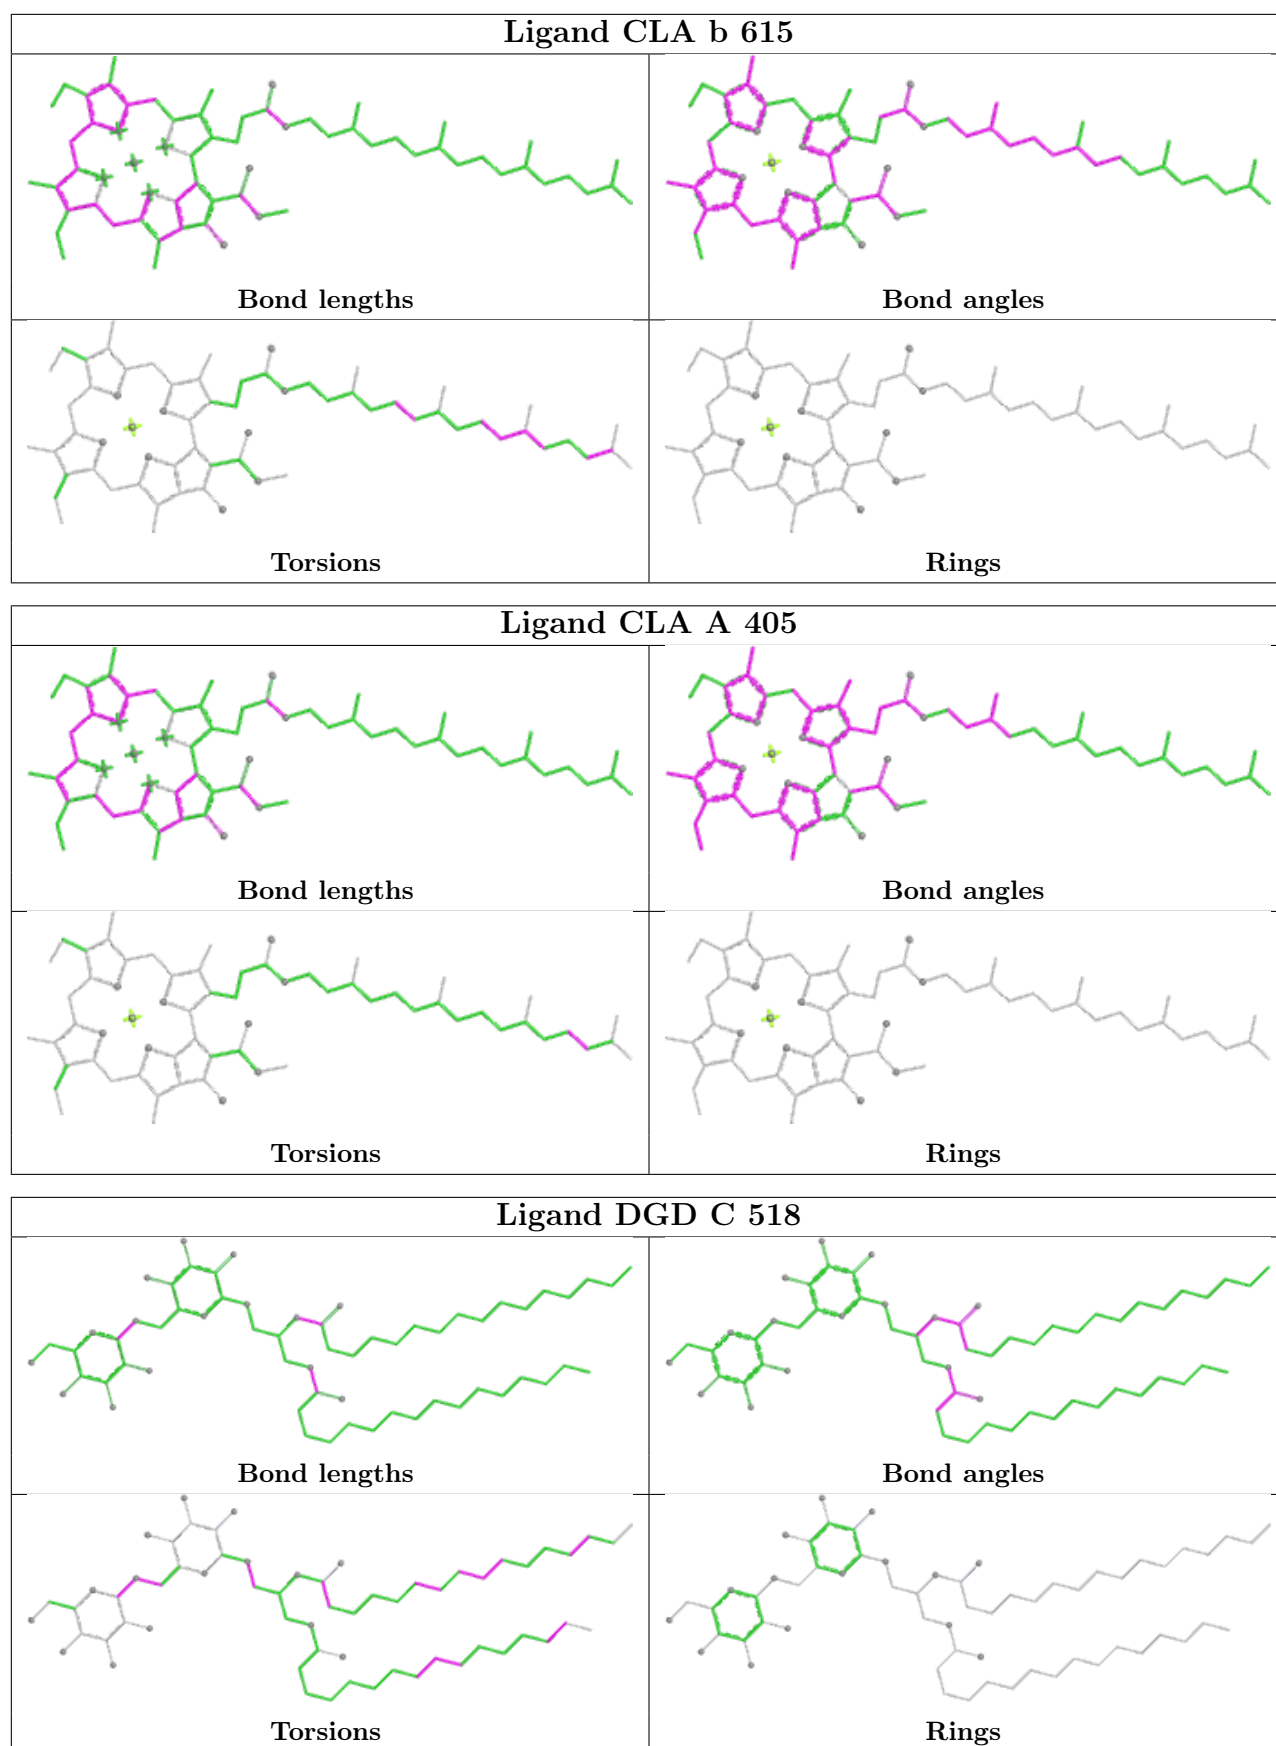 Ligand CLA b 615
Bond lengths
Bond angles
Torsions
Rings
Ligand CLA A 405
Bond lengths
Bond angles
Torsions
Rings
Ligand DGD C 518
Bond lengths
Bond angles
Torsions
Rings